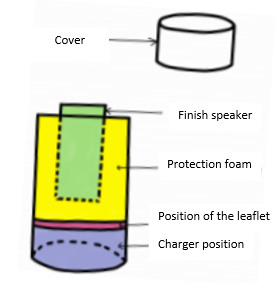 Cover
Finish speaker
Protection foam
Position of the leaflet
Charger position